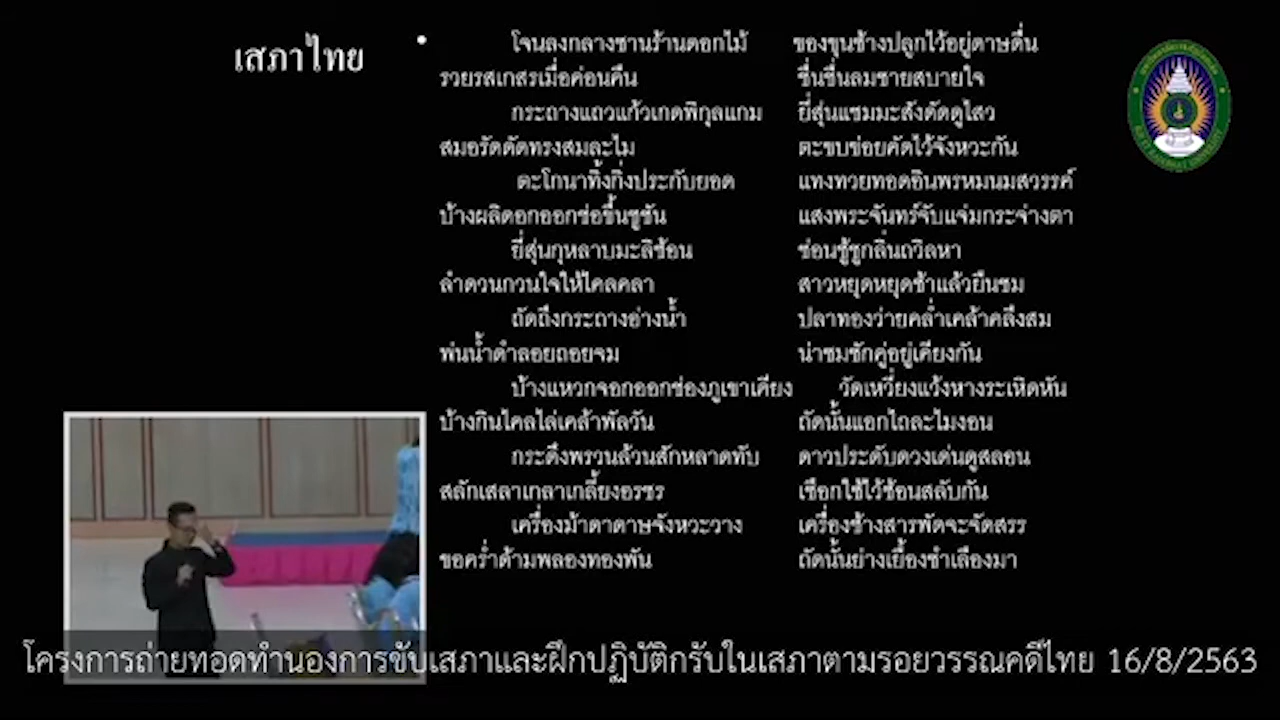 เสภาไทย
• โจนลงกลางชานร้านดอกไม้ ของขุนช้างปลูกไว้อยู่ดาษดื่น
รวยรสเกสรเมื่อค่อนคืน ชื่นชื่นลมชายสบายใจ
กระถางแถวแก้วเกดพิกุลแกม ยี่สุ่นแซมมะสังดัดดูไสว
สมอรัดดัดทรงสมละไม ตะขบข่อยคัดไว้จังหวะกัน
ตะโกนาทิ้งกิ่งประกับยอด แทงทวยทอดอินพรหมนมสวรรค์
บ้างผลิดอกออกช่อขึ้นชูชัน แสงพระจันทร์จับแจ่มกระจ่างตา
ยี่สุ่นกุหลาบมะลิซ้อน ซ่อนชู้ชูกลิ่นถวิลหา
ลำดวนกวนใจให้ไคลคลา สาวหยุดหยุดช้าแล้วยืนชม
ถัดถึงกระถางอ่างน้ำ ปลาทองว่ายคล่ำเคล้าคลึงสม
พ่นน้ำดำลอยถอยจม น่าชมชักคู่อยู่เคียงกัน
บ้างแหวกจอกออกช่องภูเขาเคียง วัดเหวี่ยงแว้งหางระเหิดหัน
บ้างกินไคลไล่เคล้าพัลวัน ถัดนั้นแอกไถละไมงอน
กระดึงพรวนล้วนสักหลาดทับ ดาวประดับดวงเด่นดูสลอน
สลักเสลาเกลาเกลี้ยงอรชร เชือกใช้ไว้ซ้อนสลับกัน
เครื่องม้าดาดาษจังหวะวาง เครื่องช้างสารพัดจะจัดสรร
ขอคร่ำด้ามพลองทองพัน ถัดนั้นย่างเยื้องชำเลืองมา
โครงการถ่ายทอดทำนองการขับเสภาและฝึกปฏิบัติกรับในเสภาตามรอยวรรณคดีไทย 16/8/2563